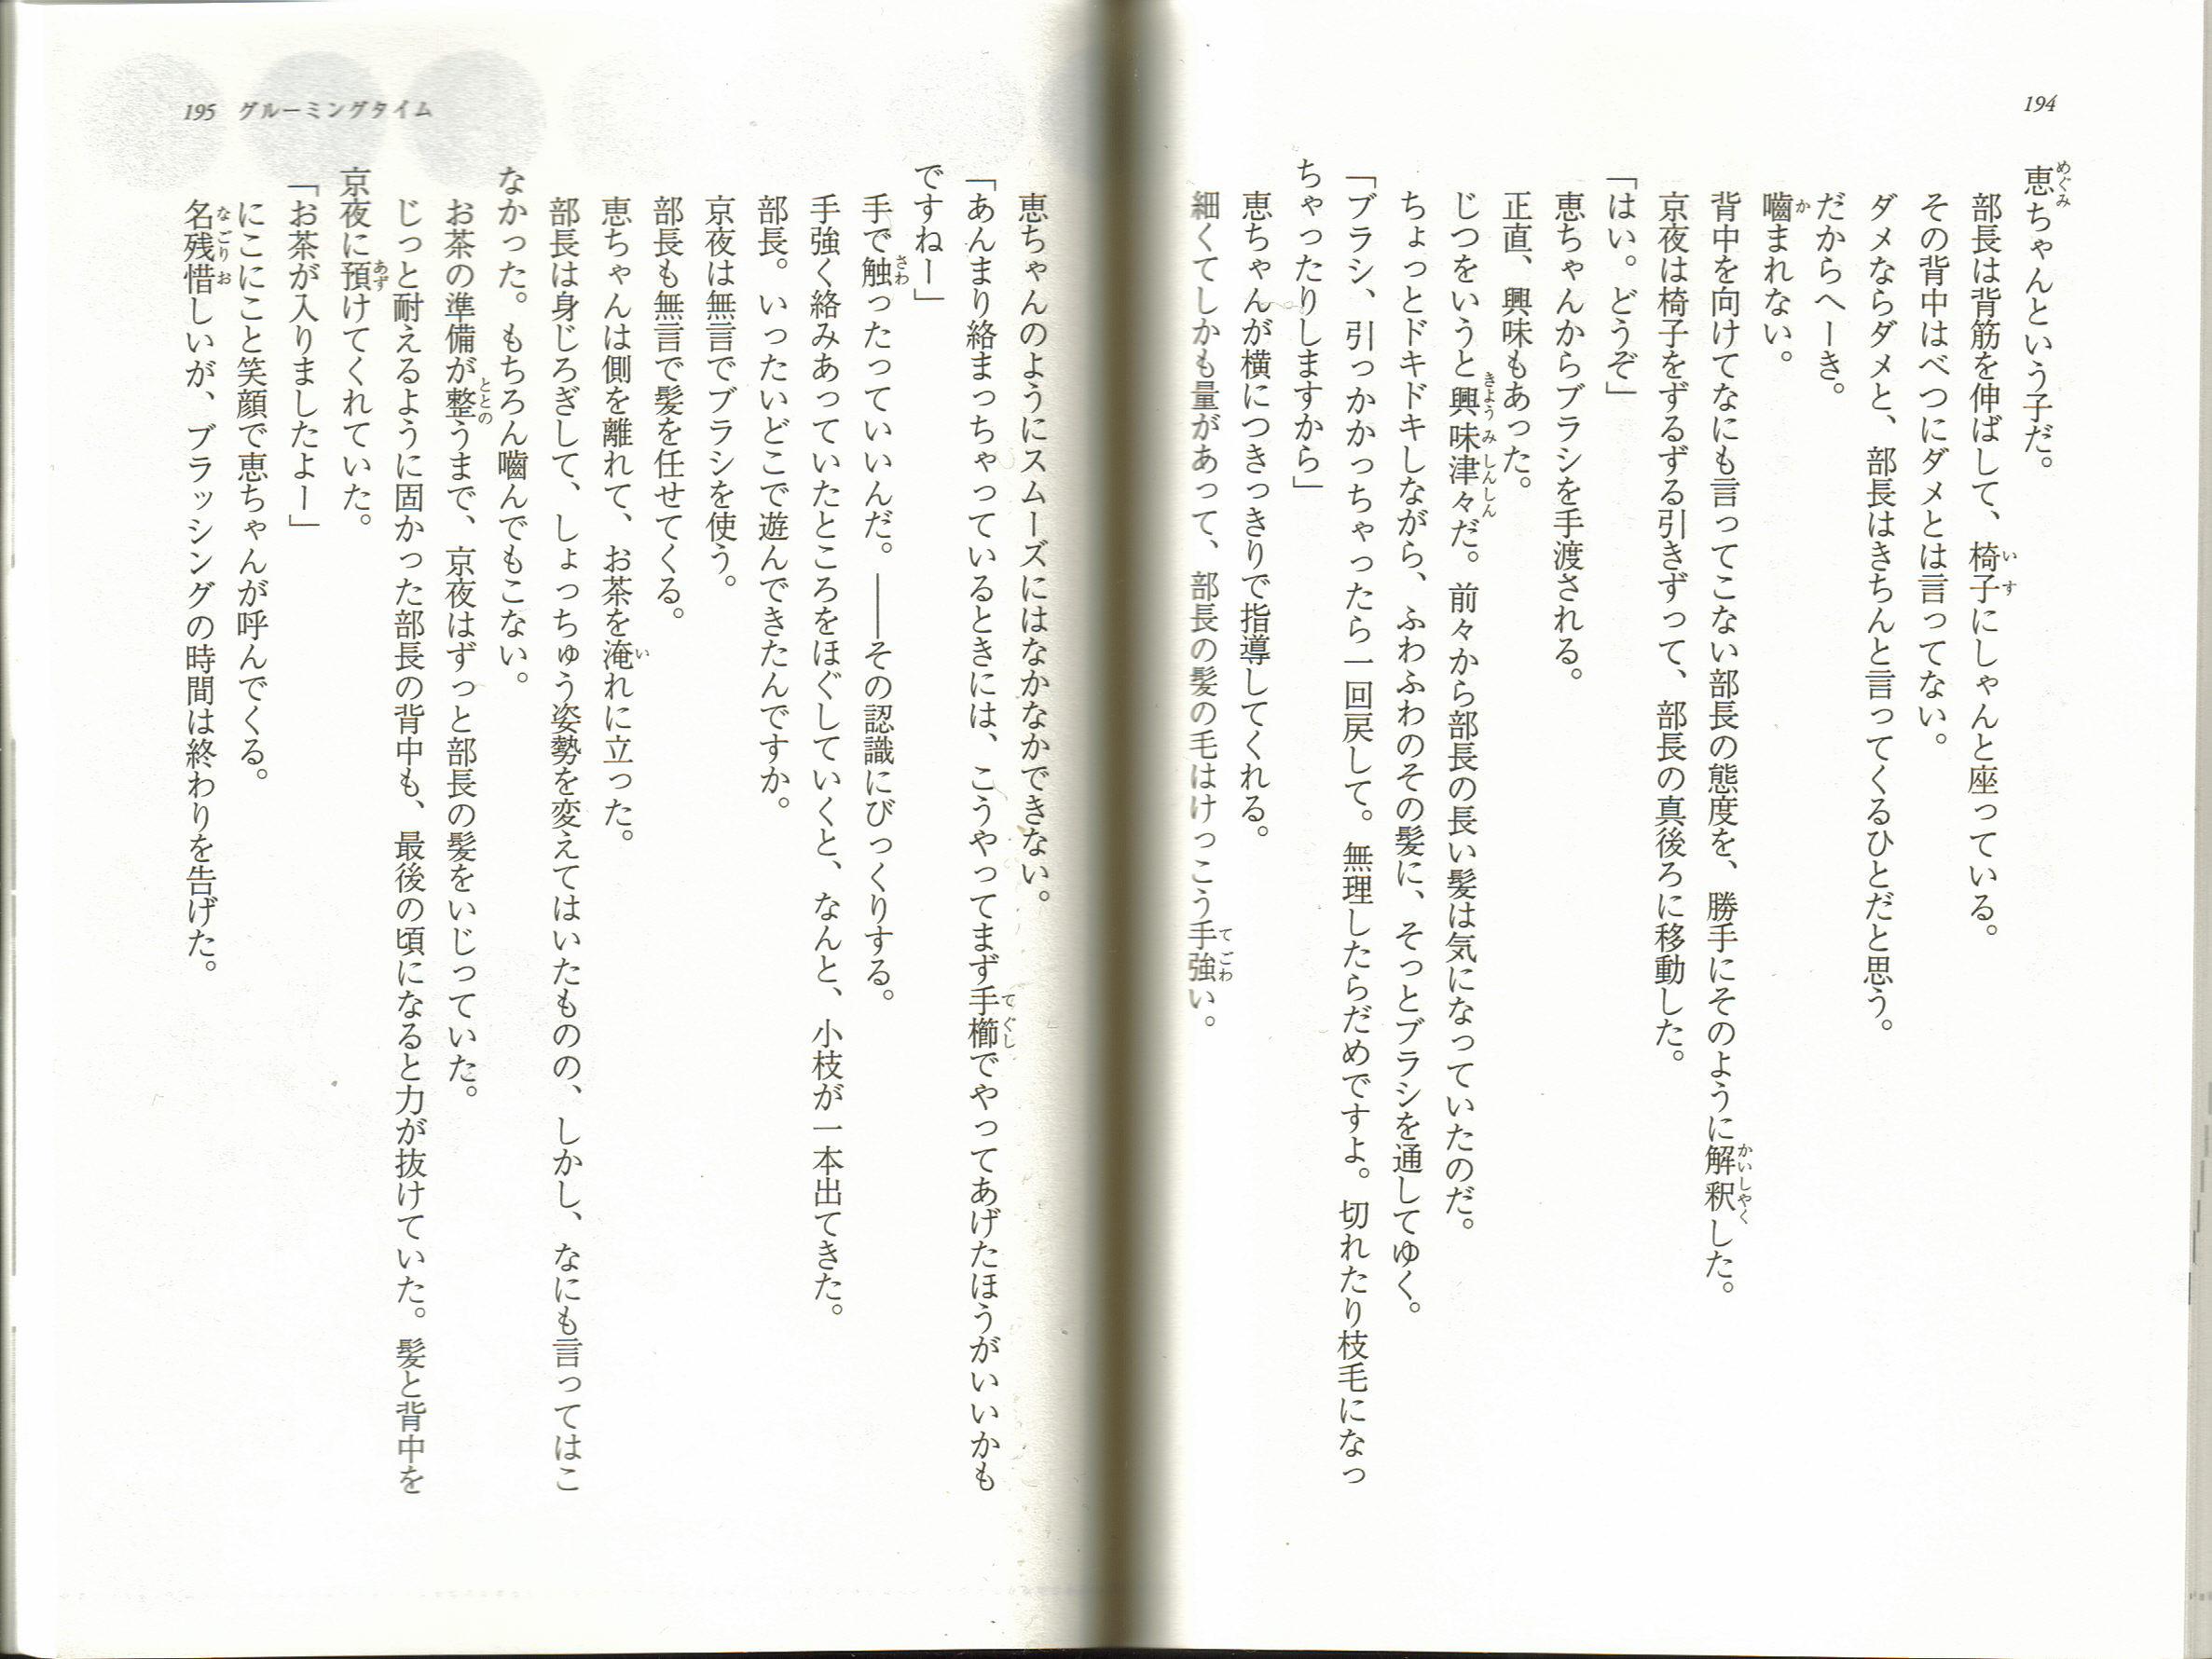 194
恵ちゃんという子だ。
部長は背筋を伸ばして、椅子にしゃんと座っている。
その背中はべつにダメとは言ってない。
ダメならダメと、部長はきちんと言ってくるひとだと思う。
だからへーき。
嚙まれない。
背中を向けてなにも言ってこない部長の態度を、勝手にそのように解釈した。
京夜は椅子をずるずる引きずって、部長の真後ろに移動した。
「はい。どうぞ」
恵ちゃんからブラシを手渡される。
正直、興味もあった。
じつをいうと興味津々だ。前々から部長の長い髪は気になっていたのだ。
ちょっとドキドキしながら、ふわふわのその髪に、そっとブラシを通してゆく。
「ブラシ、引っかかっちゃったら一回戻して。無理したらだめですよ。切れたり枝毛になっ
ちゃったりしますから」
恵ちゃんが横につきっきりで指導してくれる。
細くてしかも量があって、部長の髪の毛はけっこう手強い。
195 グルーミングタイム
恵ちゃんのようにスムーズにはなかなかできない。
「あんまり絡まっちゃっているときには、こうやってまず手櫛でやってあげたほうがいいかも
ですねー」
手で触ったたっていいんだ。――その認識にびっくりする。
手強く絡みあっていたところをほぐしていくと、なんと、小枝が一本出てきた。
部長。いったいどこで遊んできたんですか。
京夜は無言でブラシを使う。
部長も無言で髪を任せてくる。
恵ちゃんは側を離れて、お茶を淹れに立った。
部長は身じろぎして、しょっちゅう姿勢を変えてはいたものの、しかし、なにも言ってはこ
なかった。もちろん嚙んでもこない。
お茶の準備が整うまで、京夜はずっと部長の髪をいじっていた。
じっと耐えるように固かった部長の背中も、最後の頃になると力が抜けていた。髪と背中を
京夜に預けてくれていた。
「お茶が入りましたよー」
にこにこと笑顔で恵ちゃんが呼んでくる。
名残惜しいが、ブラッシングの時間は終わりを告げた。